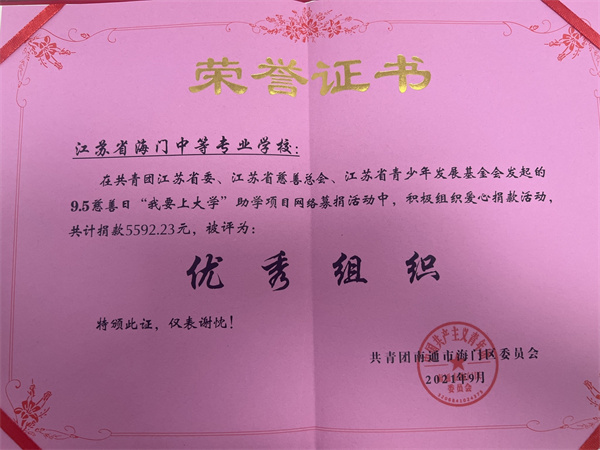 荣誉证书
江苏省海门中等专业学校：
在共青团江苏省委、江苏省慈善总会、江苏省青少年发展基金会发起的
9.5慈善日“我要上大学”助学项目网络募捐活动中，积极组织爱心捐款活动，
共计捐款5592.23元，被评为：
优秀组织
特颁此证，仪表谢忱！
共青团南通市海门区委员会
2021年9月
委员会